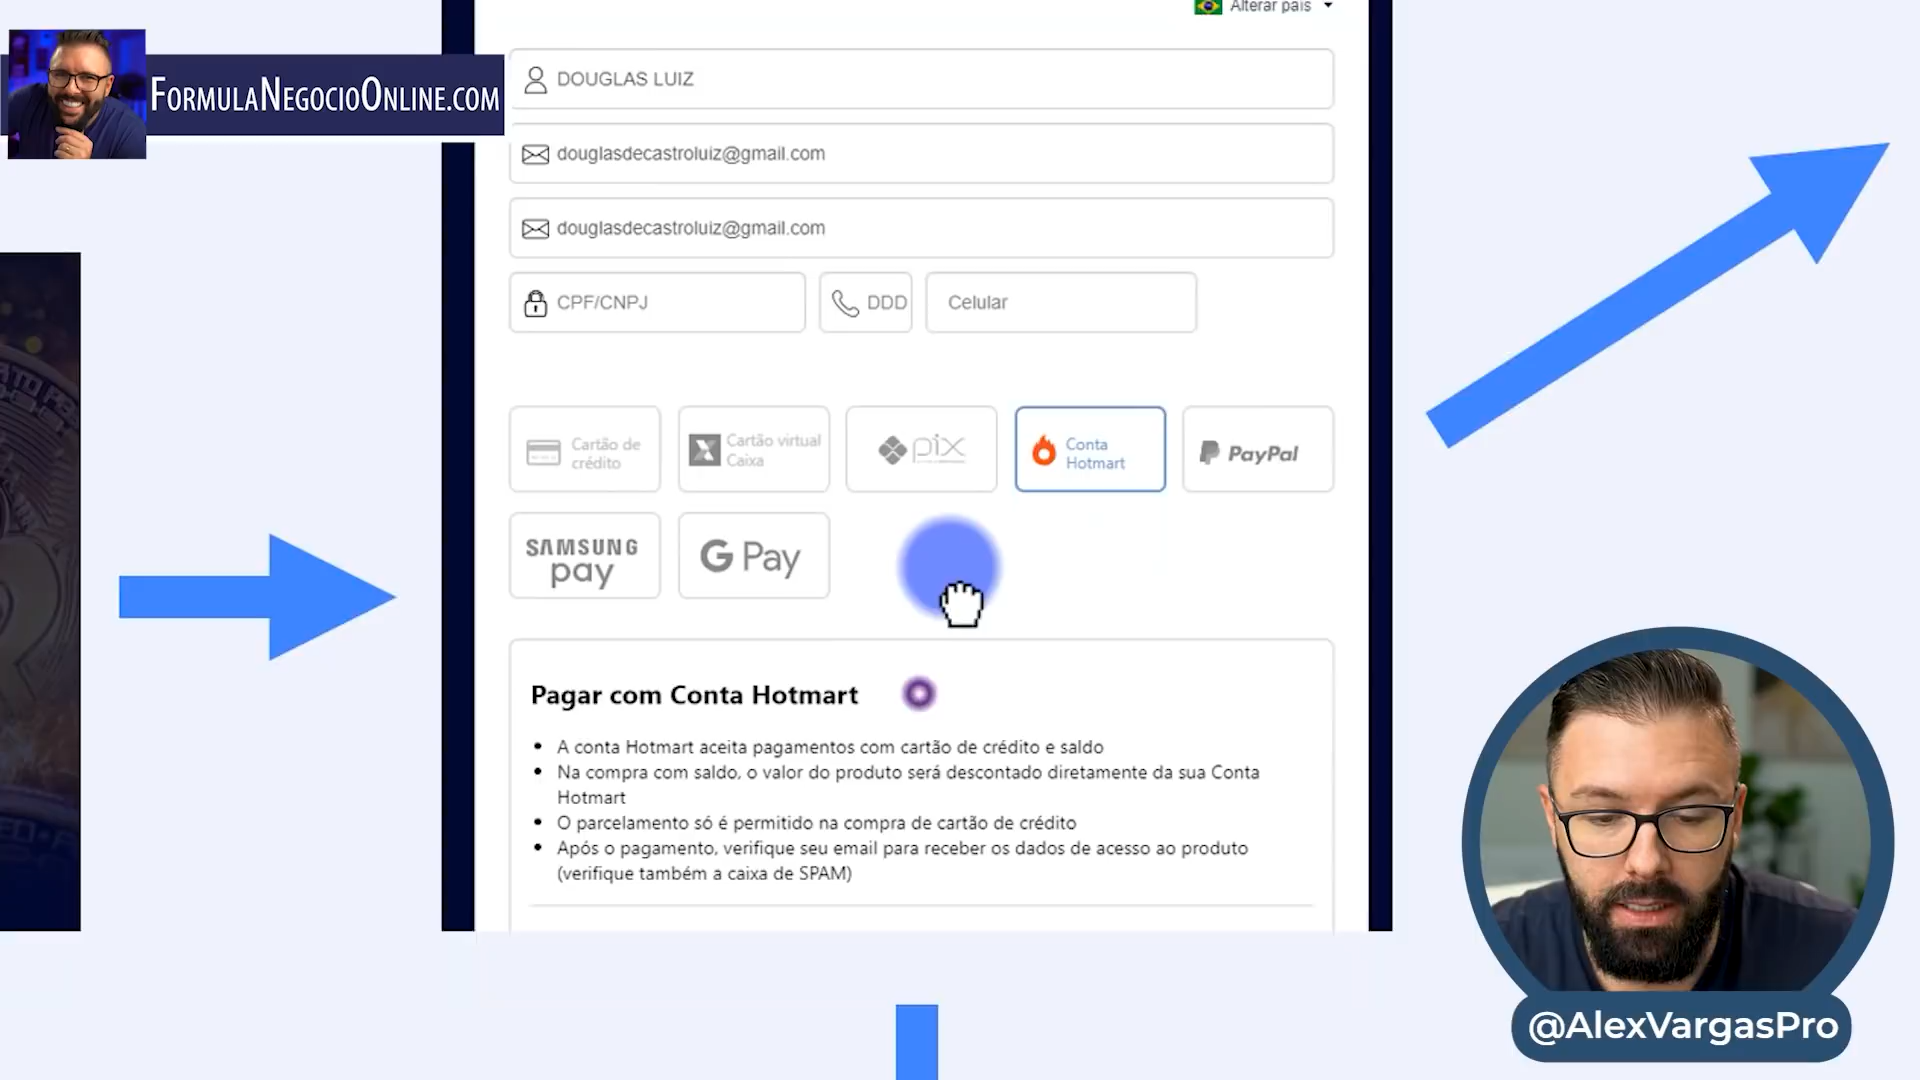 Alterar país
FORMULANEGOCIOONLINE.COM
DOUGLAS LUIZ
douglasdecastroluiz@gmail.com
douglasdecastroluiz@gmail.com
CPF/CNPJ
DDD
Celular
Cartão de
crédito
Cartão virtual
Caixa
pix
Conta
Hotmart
PayPal
SAMSUNG
pay
G Pay
Pagar com Conta Hotmart
A conta Hotmart aceita pagamentos com cartão de crédito e saldo
Na compra com saldo, o valor do produto será descontado diretamente da sua Conta
Hotmart
O parcelamento só é permitido na compra de cartão de crédito
Após o pagamento, verifique seu email para receber os dados de acesso ao produto
(verifique também a caixa de SPAM)
@AlexVargasPro